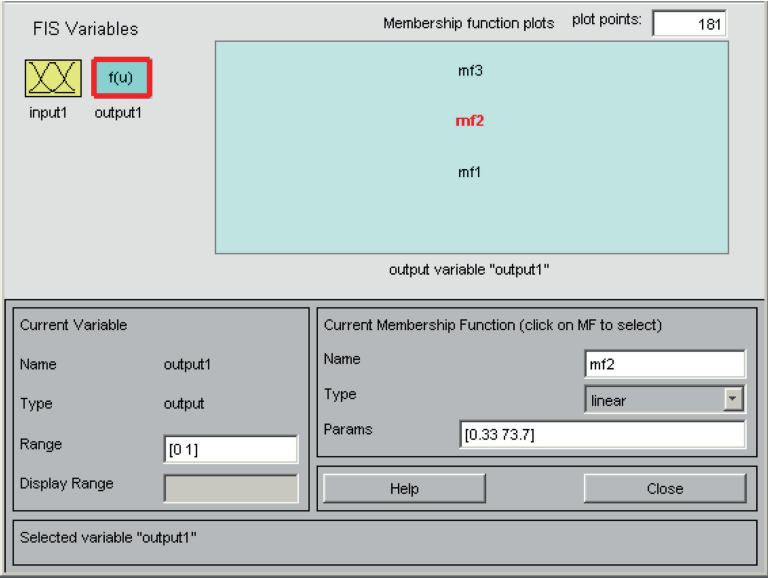 FIS Variables
Membership function plots
plot points:
181
f(u)
input1
output1
mf3
mf2
mf1
output variable "output1"
Current Variable
Name
output1
Type
output
Range
[0 1]
Display Range
Current Membership Function (click on MF to select)
Name
mf2
Type
linear
Params
[0.33 73.7]
Help
Close
Selected variable "output1"